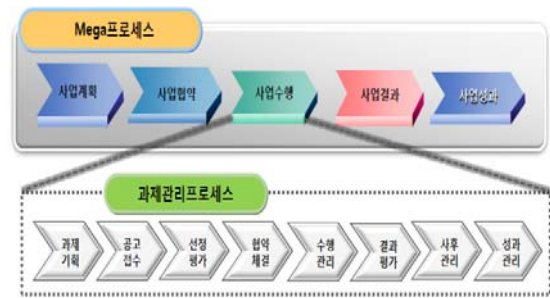 Mega프로세스
사업계획
사업협약
사업수행
사업결과
사업성과
과제관리프로세스
과제
기획
공고
접수
선정
평가
협약
체결
수행
관리
결과
평가
사후
관리
성과
관리